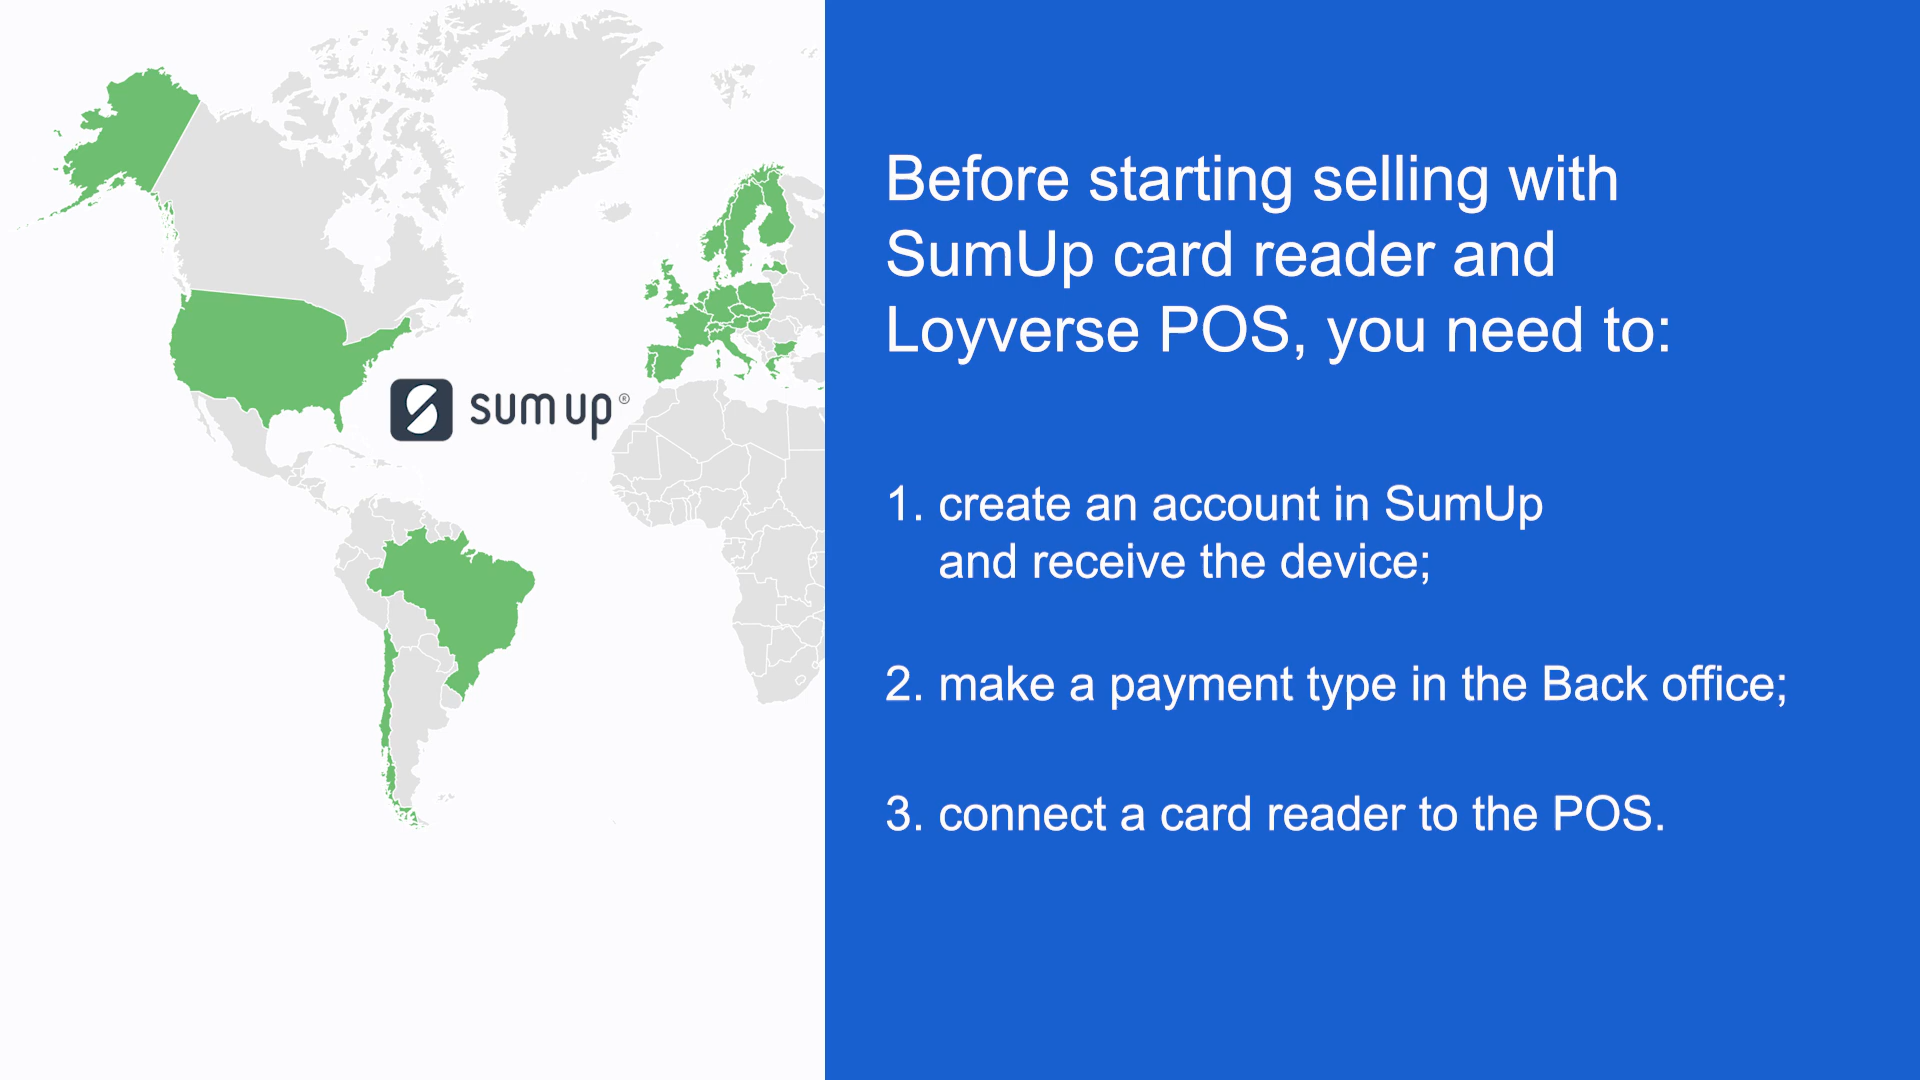 sum up®
Before starting selling with
SumUp card reader and
Loyverse POS, you need to:
1. create an account in SumUp
and receive the device;
2. make a payment type in the Back office;
3. connect a card reader to the POS.